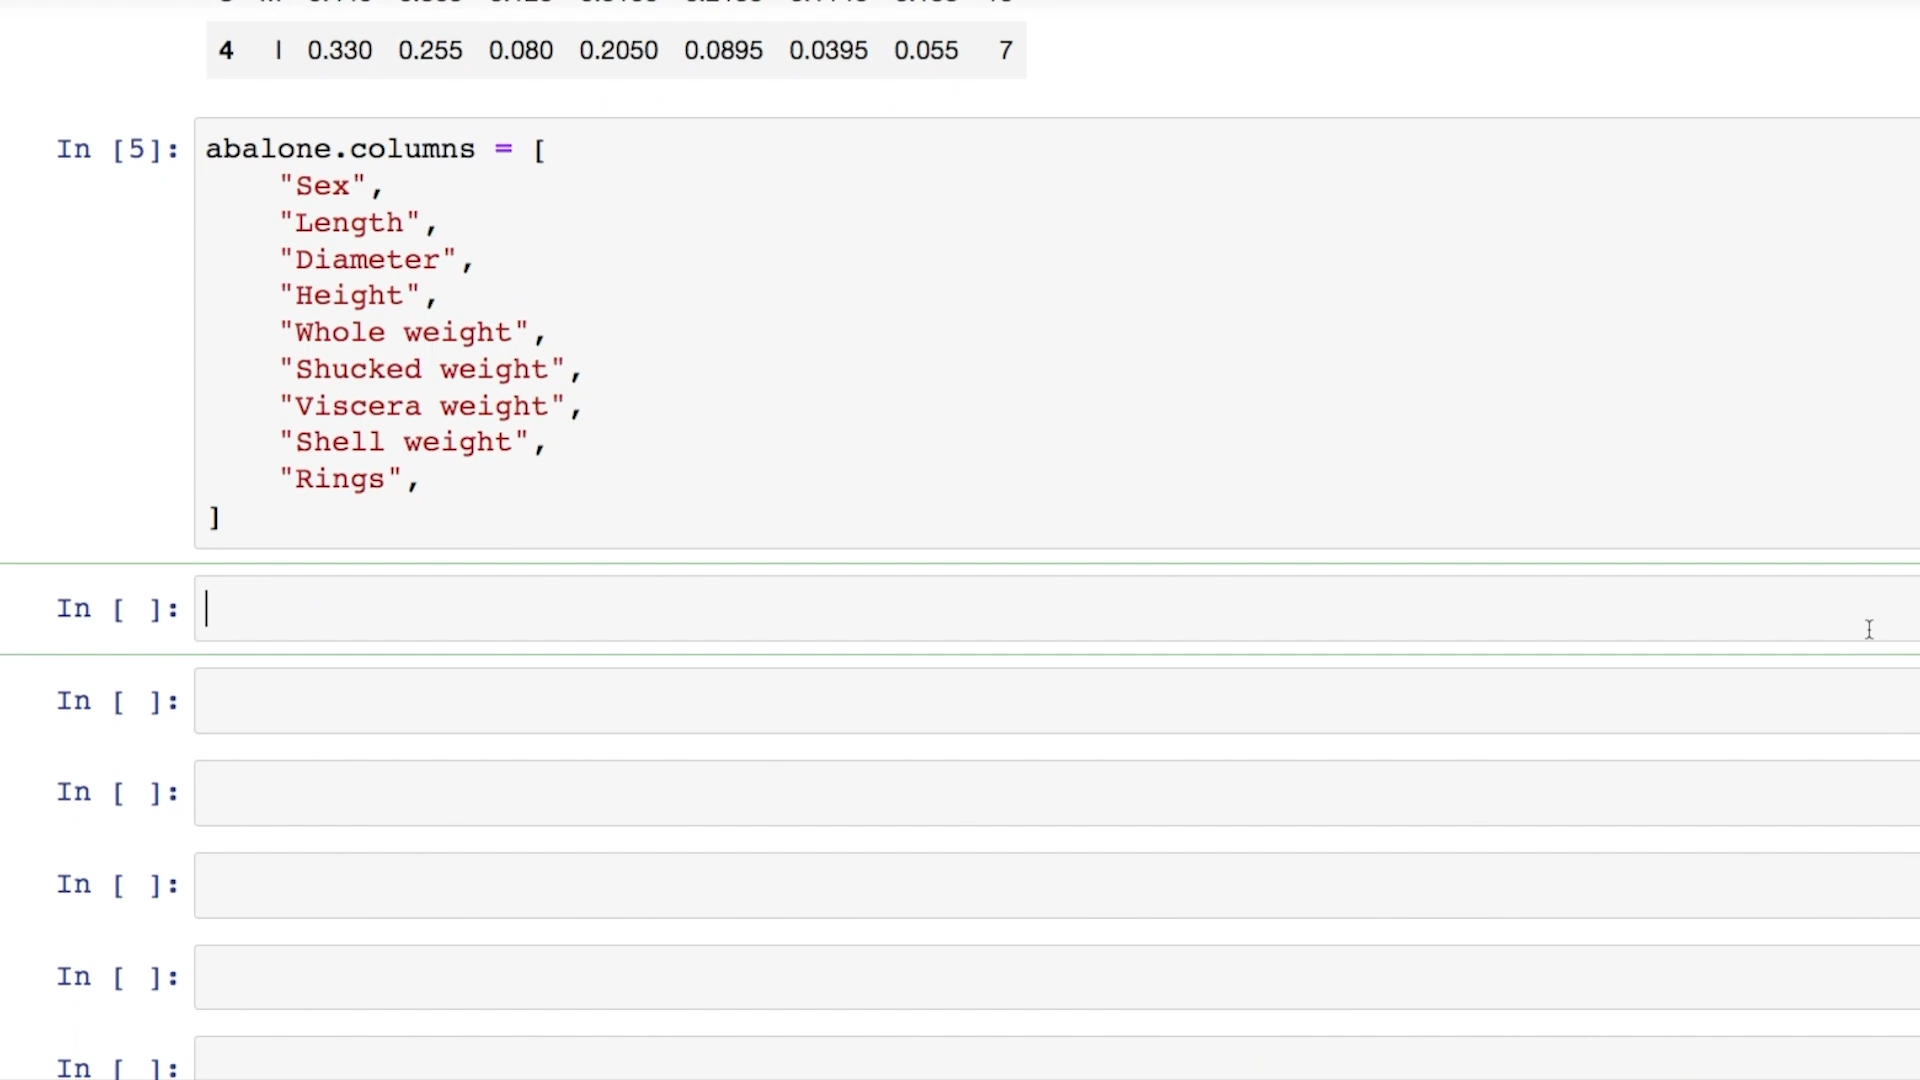 4 I 0.330 0.255 0.080 0.2050 0.0895 0.0395 0.055 7
In [5]: abalone.columns = [
"Sex",
"Length",
"Diameter",
"Height",
"Whole weight",
"Shucked weight",
"Viscera weight",
"Shell weight",
"Rings",
]
In [ ]:
In [ ]:
In [ ]:
In [ ]:
In [ ]:
In [ ]: